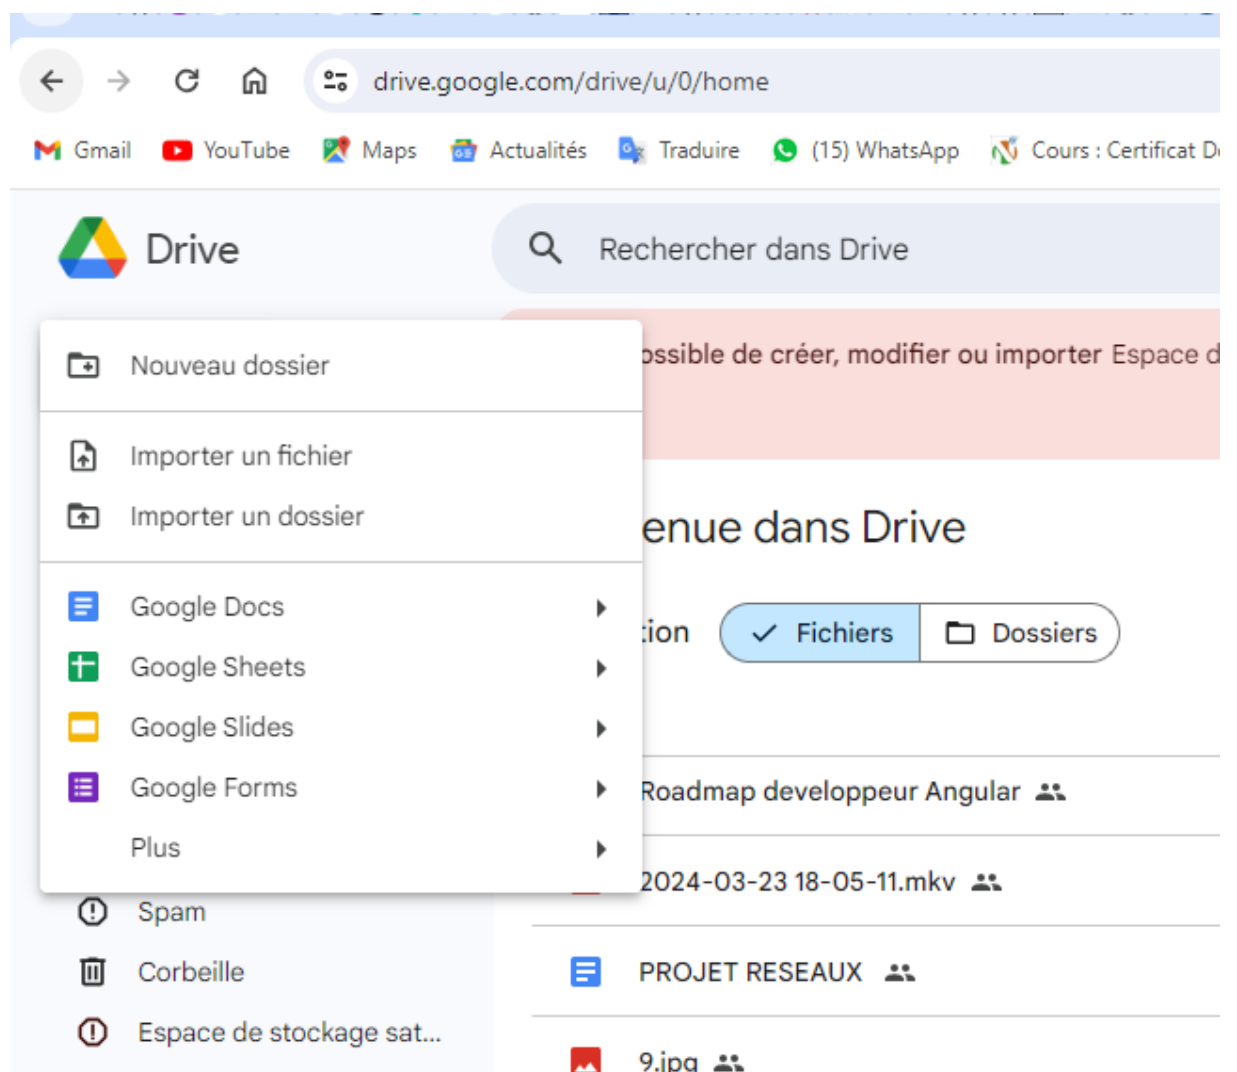 drive.google.com/drive/u/0/home
Gmail YouTube Maps Actualités Traduire (15) WhatsApp Cours : Certificat
Drive
Rechercher dans Drive
Nouveau dossier
ossible de créer, modifier ou importer Espace d
Importer un fichier
Importer un dossier
enue dans Drive
Google Docs
tion Fichiers Dossiers
Google Sheets
Google Slides
Google Forms
Roadmap developpeur Angular
Plus
2024-03-23 18-05-11.mkv
Spam
PROJET RESEAUX
Corbeille
Espace de stockage sat...
9.jpg